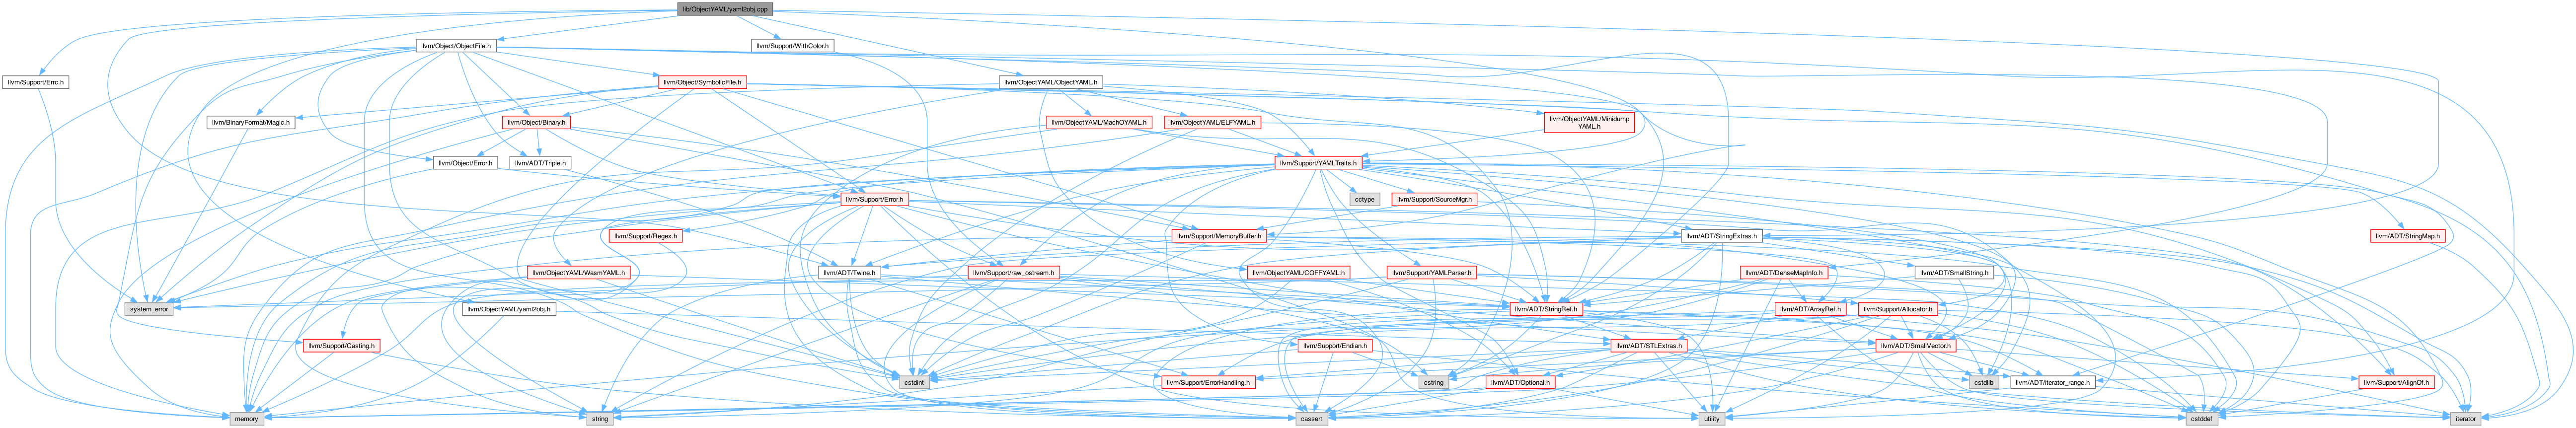 lib/ObjectYAML/yaml2obj.cpp
llvm/Object/ObjectFile.h
llvm/Support/WithColor.h
llvm/Support/Errc.h
llvm/Object/SymbolicFile.h
llvm/ObjectYAML/ObjectYAML.h
llvm/BinaryFormat/Magic.h
llvm/Object/Binary.h
llvm/ObjectYAML/MachOYAML.h
llvm/ObjectYAML/ELFYAML.h
llvm/ObjectYAML/Minidump
YAML.h
llvm/Object/Error.h
llvm/ADT/Triple.h
llvm/Support/YAMLTraits.h
llvm/Support/Error.h
cctype
llvm/Support/SourceMgr.h
llvm/Support/Regex.h
llvm/Support/MemoryBuffer.h
llvm/ADT/StringExtras.h
llvm/ADT/StringMap.h
llvm/ObjectYAML/WasmYAML.h
llvm/ADT/Twine.h
llvm/Support/raw_ostream.h
llvm/ObjectYAML/COFFYAML.h
llvm/Support/YAMLParser.h
llvm/ADT/DenseMapInfo.h
llvm/ADT/SmallString.h
system_error
llvm/ObjectYAML/yaml2obj.h
llvm/ADT/StringRef.h
llvm/ADT/ArrayRef.h
llvm/Support/Allocator.h
llvm/Support/Casting.h
llvm/Support/Endian.h
llvm/ADT/STLExtras.h
llvm/ADT/SmallVector.h
cstdint
llvm/Support/ErrorHandling.h
cstring
llvm/ADT/Optional.h
cstdlib
llvm/ADT/iterator_range.h
llvm/Support/AlignOf.h
memory
string
cassert
utility
cstddef
iterator